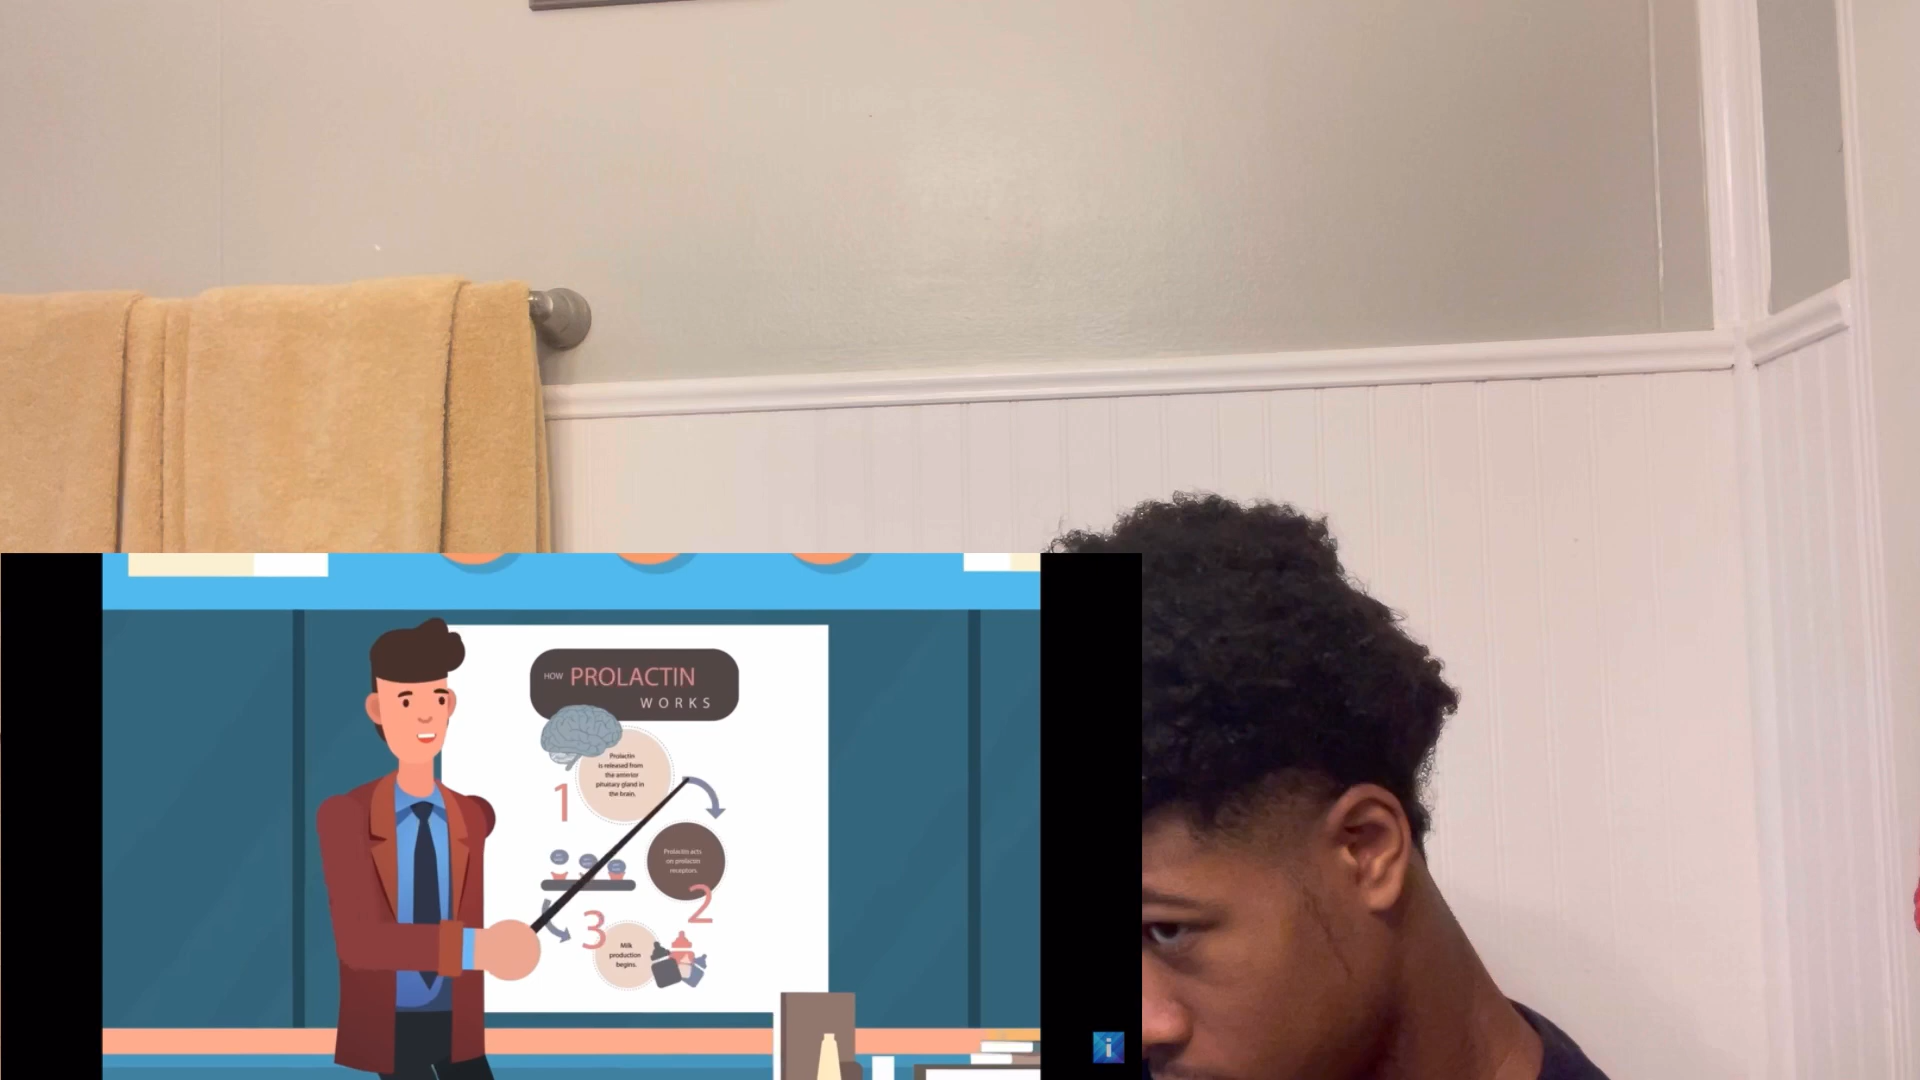 HOW PROLACTIN
WORKS
Prolactin
is released from
the anterior
pituitary gland in
the brain.
1
Prolactin acts
on prolactin
receptors.
2
3
Milk
production
begins.
i